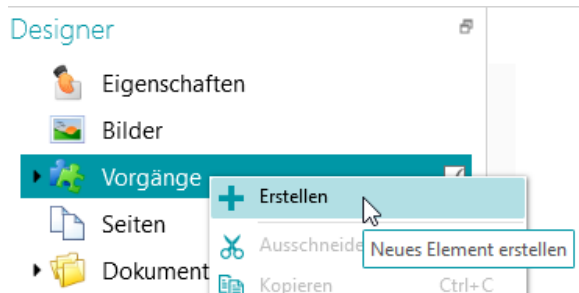 Designer
Eigenschaften
Bilder
Vorgänge
Erstellen
Seiten
Ausschneide
Neues Element erstellen
Dokument
Kopieren Ctrl+C